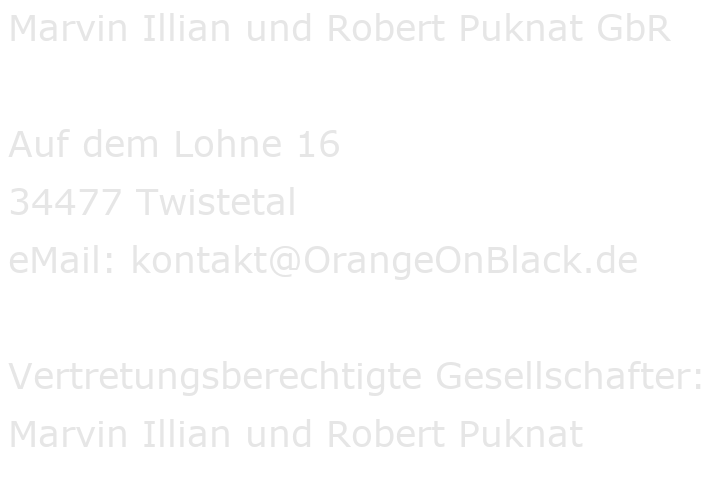 Marvin Illian und Robert Puknat GbR
Auf dem Lohne 16
34477 Twistetal
eMail: kontakt@OrangeOnBlack.de
Vertretungsberechtigte Gesellschafter:
Marvin Illian und Robert Puknat